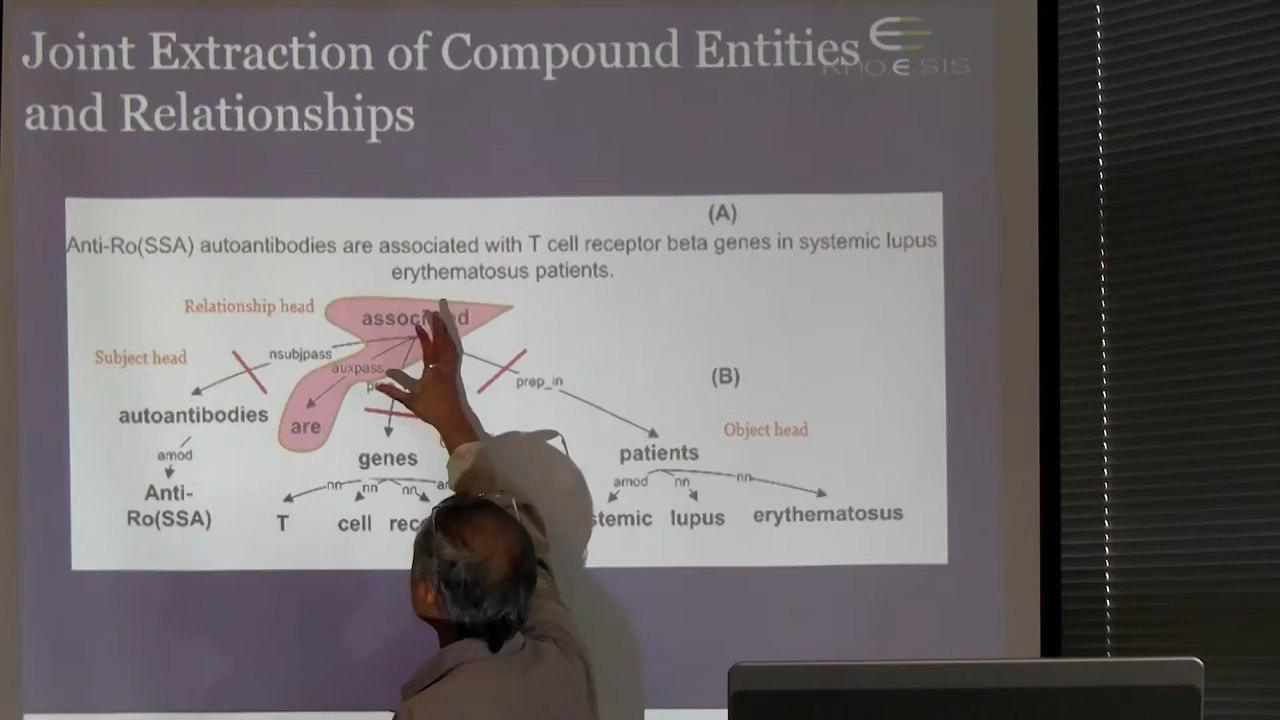 Joint Extraction of Compound Entities
and Relationships
KNO.E.SIS
(A)
Anti-Ro(SSA) autoantibodies are associated with T cell receptor beta genes in systemic lupus
erythematosus patients.
Relationship head
Subject head
nsubjpass
auxpass
prep_in
(B)
autoantibodies
are
Object head
amod
genes
patients
nn
nn
nn
amod
nn
nn
Anti-
Ro(SSA)
T
cell
lupus
erythematosus